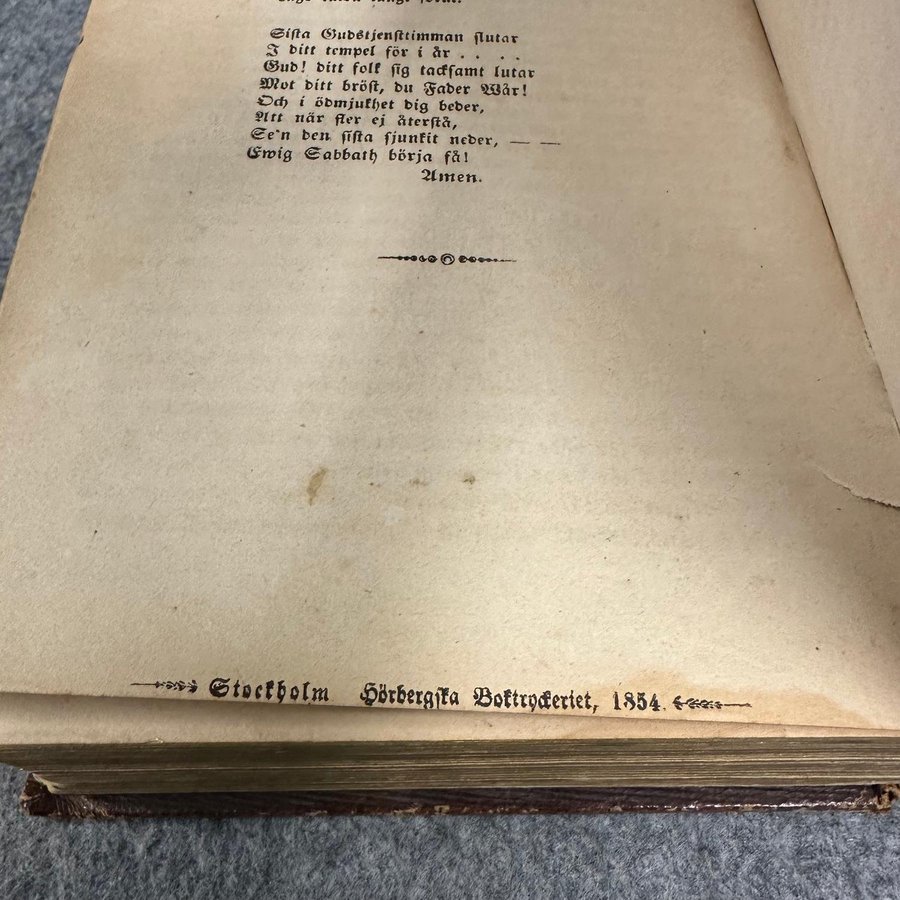 Sista Gudstjensttimman slutar
I ditt tempel för i år . . . .
Gud! ditt folk sig tacksamt lutar
Mot ditt bröst, du Fader Wår!
Och i ödmjukhet dig beder,
Att när fler ej återstå,
Se'n den sista sjunkit neder, — —
Ewig Sabbath börja få!
Amen.
Stockholm Hörbergska Boktryckeriet, 1854.